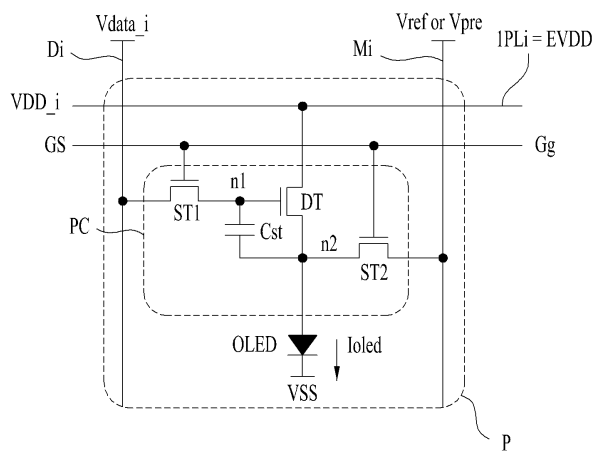 Vdata_i
Vref or Vpre
1PLi = EVDD
Di
Mi
VDD_i
GS
Gg
n1
DT
PC
ST1
Cst
n2
ST2
OLED
Ioled
VSS
P